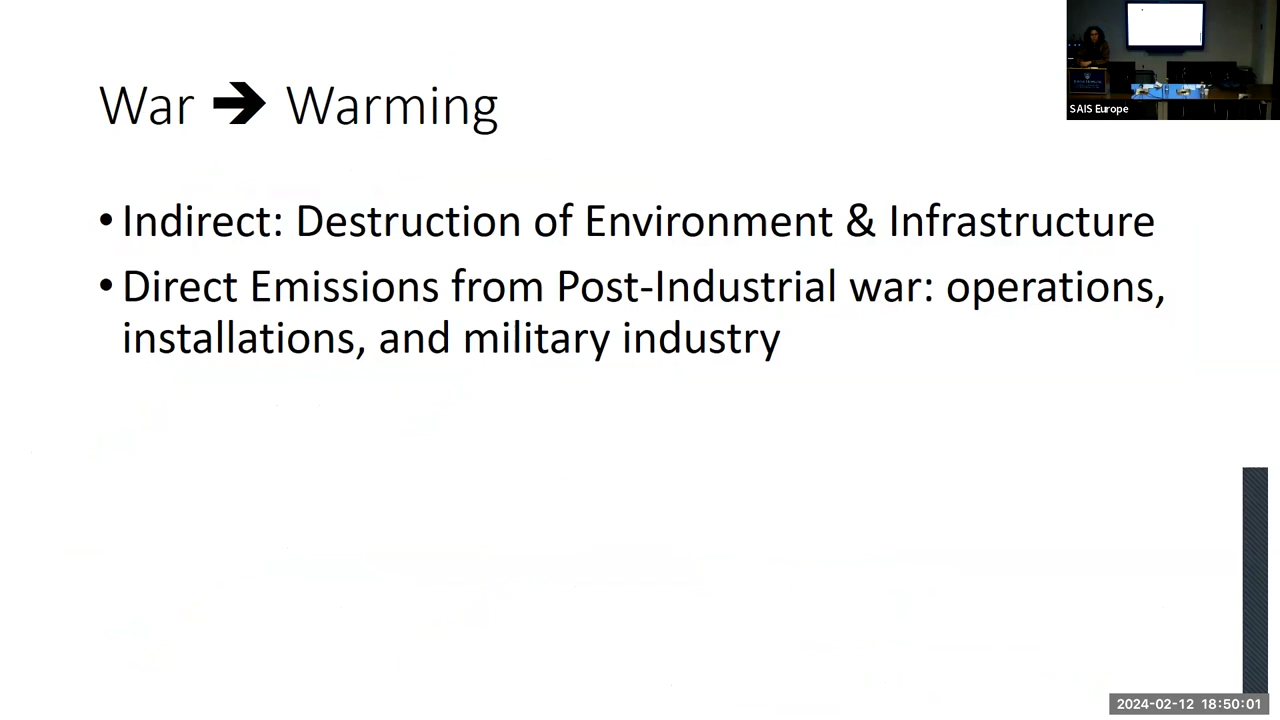 War ➔ Warming
SAIS Europe
• Indirect: Destruction of Environment & Infrastructure
• Direct Emissions from Post-Industrial war: operations,
installations, and military industry
2024-02-12 18:50:01